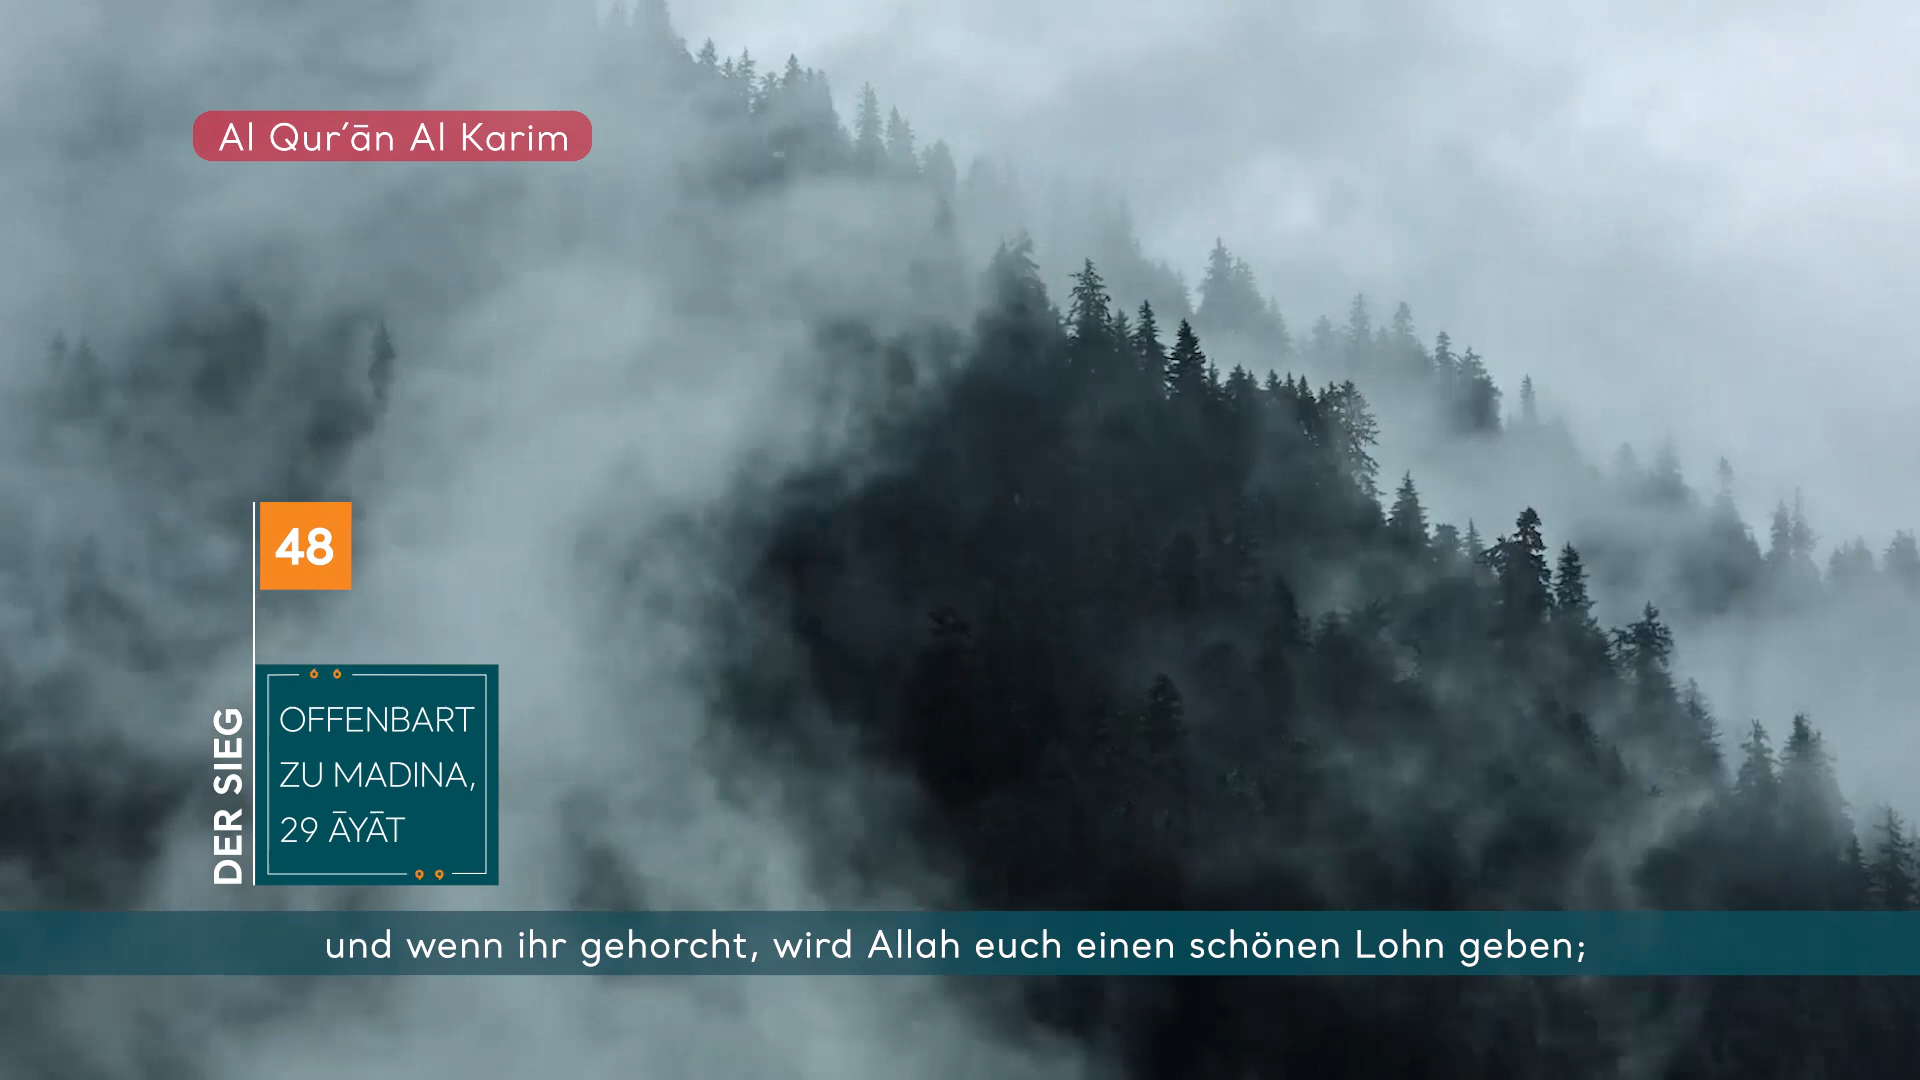 Al Qur’ān Al Karim
48
DER SIEG
OFFENBART
ZU MADINA,
29 ĀYĀT
und wenn ihr gehorcht, wird Allah euch einen schönen Lohn geben;